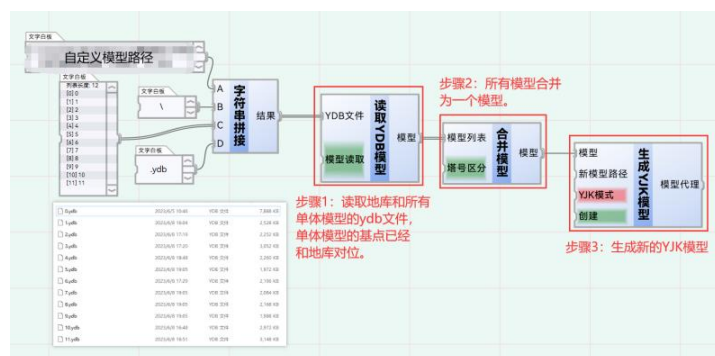 文字白板
自定义模型路径
文字白板
列表长度: 12
[0] 0
[1] 1
[2] 2
[3] 3
[4] 4
[5] 5
[6] 6
[7] 7
[8] 8
[9] 9
[10] 10
[11] 11
文字白板
\
文字白板
.ydb
A
B
C
D
字符串拼接
结果
YDB文件
模型读取
读取YDB模型
模型
步骤1：读取地库和所有
单体模型的ydb文件，
单体模型的基点已经
和地库对位。
步骤2：所有模型合并
为一个模型。
模型列表
塔号区分
合并模型
模型
模型
新模型路径
YJK模式
创建
生成YJK模型
模型代理
步骤3：生成新的YJK模型
0.ydb
1.ydb
2.ydb
3.ydb
4.ydb
5.ydb
6.ydb
7.ydb
8.ydb
9.ydb
10.ydb
11.ydb